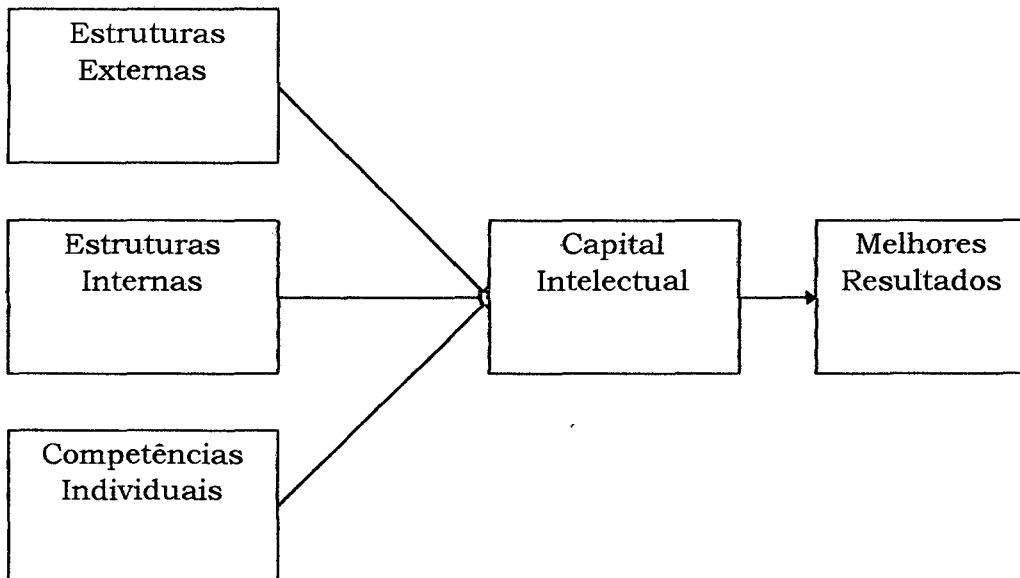 Estruturas
Externas
Estruturas
Internas
Capital
Intelectual
Melhores
Resultados
Competências
Individuais